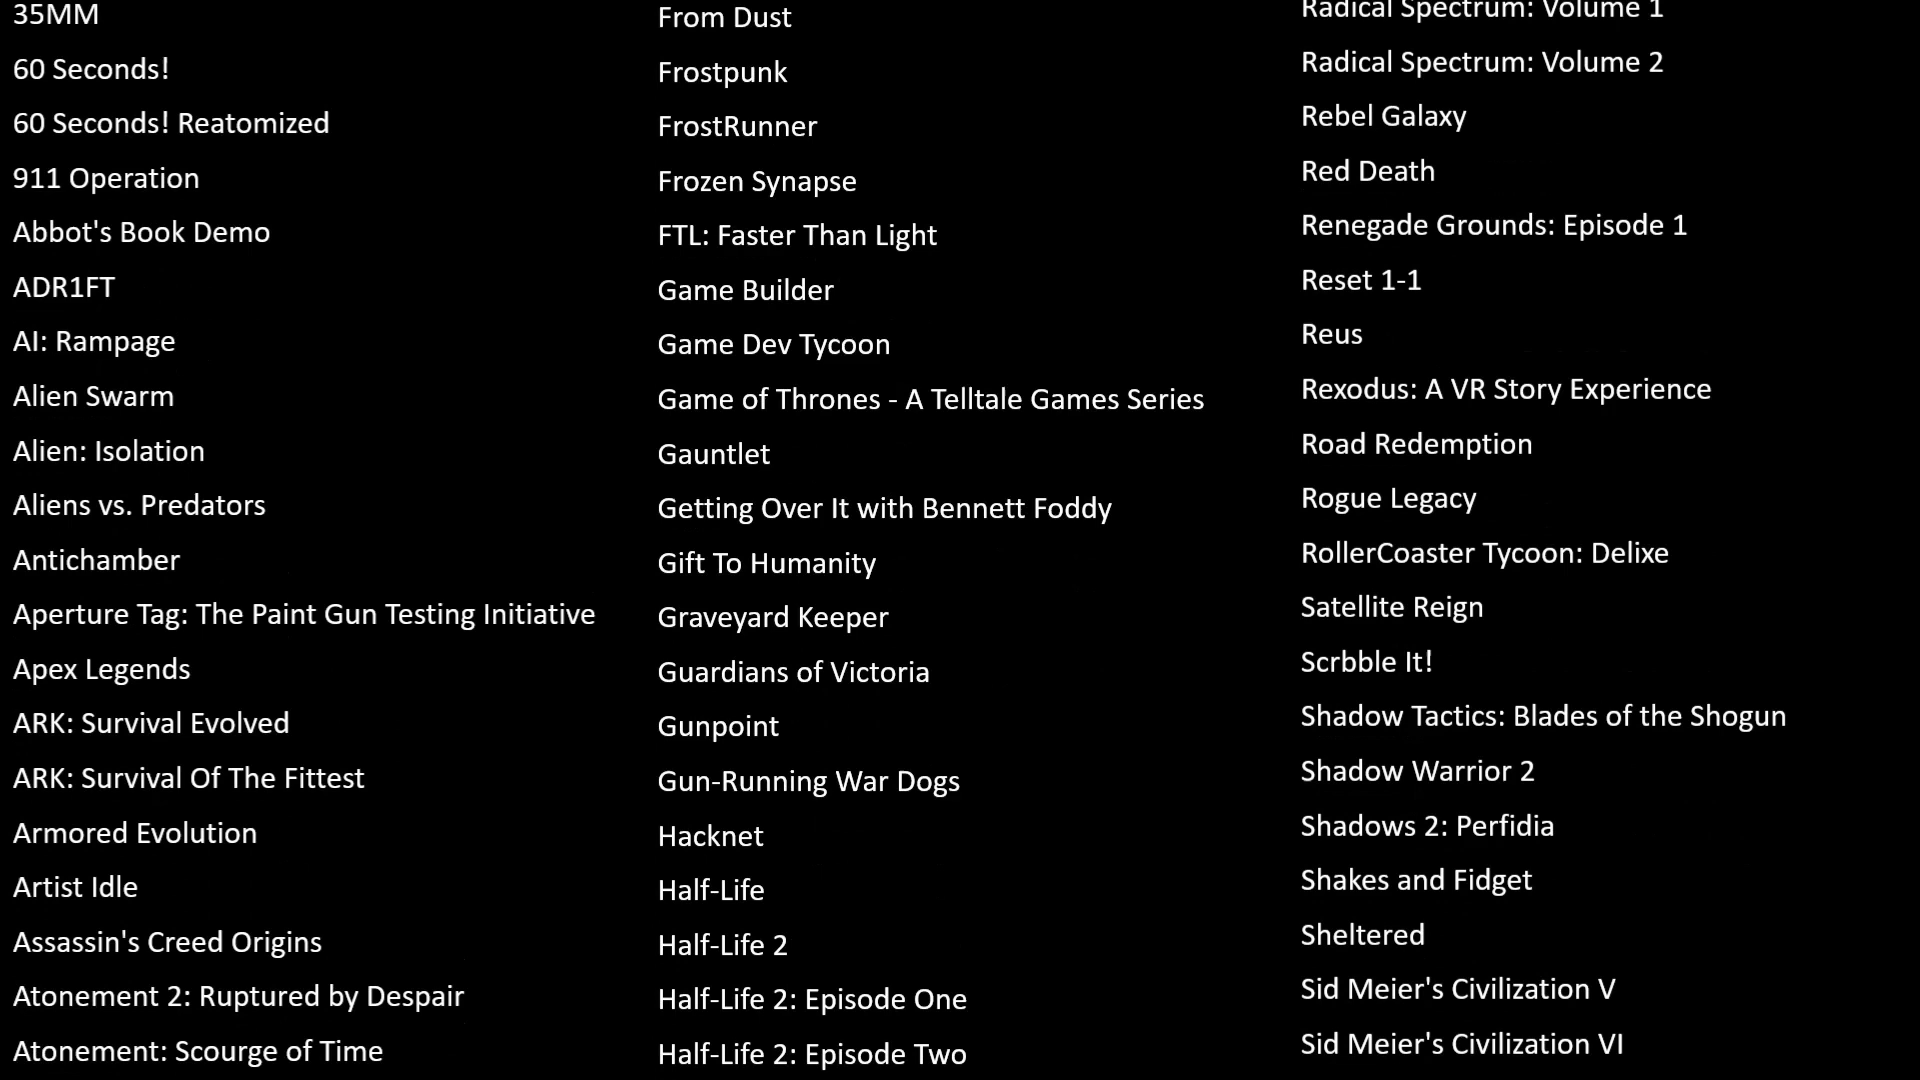 35MM
60 Seconds!
60 Seconds! Reatomized
911 Operation
Abbot's Book Demo
ADR1FT
AI: Rampage
Alien Swarm
Alien: Isolation
Aliens vs. Predators
Antichamber
Aperture Tag: The Paint Gun Testing Initiative
Apex Legends
ARK: Survival Evolved
ARK: Survival Of The Fittest
Armored Evolution
Artist Idle
Assassin's Creed Origins
Atonement 2: Ruptured by Despair
Atonement: Scourge of Time
From Dust
Frostpunk
FrostRunner
Frozen Synapse
FTL: Faster Than Light
Game Builder
Game Dev Tycoon
Game of Thrones - A Telltale Games Series
Gauntlet
Getting Over It with Bennett Foddy
Gift To Humanity
Graveyard Keeper
Guardians of Victoria
Gunpoint
Gun-Running War Dogs
Hacknet
Half-Life
Half-Life 2
Half-Life 2: Episode One
Half-Life 2: Episode Two
Radical Spectrum: Volume 1
Radical Spectrum: Volume 2
Rebel Galaxy
Red Death
Renegade Grounds: Episode 1
Reset 1-1
Reus
Rexodus: A VR Story Experience
Road Redemption
Rogue Legacy
RollerCoaster Tycoon: Delixe
Satellite Reign
Scrbble It!
Shadow Tactics: Blades of the Shogun
Shadow Warrior 2
Shadows 2: Perfidia
Shakes and Fidget
Sheltered
Sid Meier's Civilization V
Sid Meier's Civilization VI